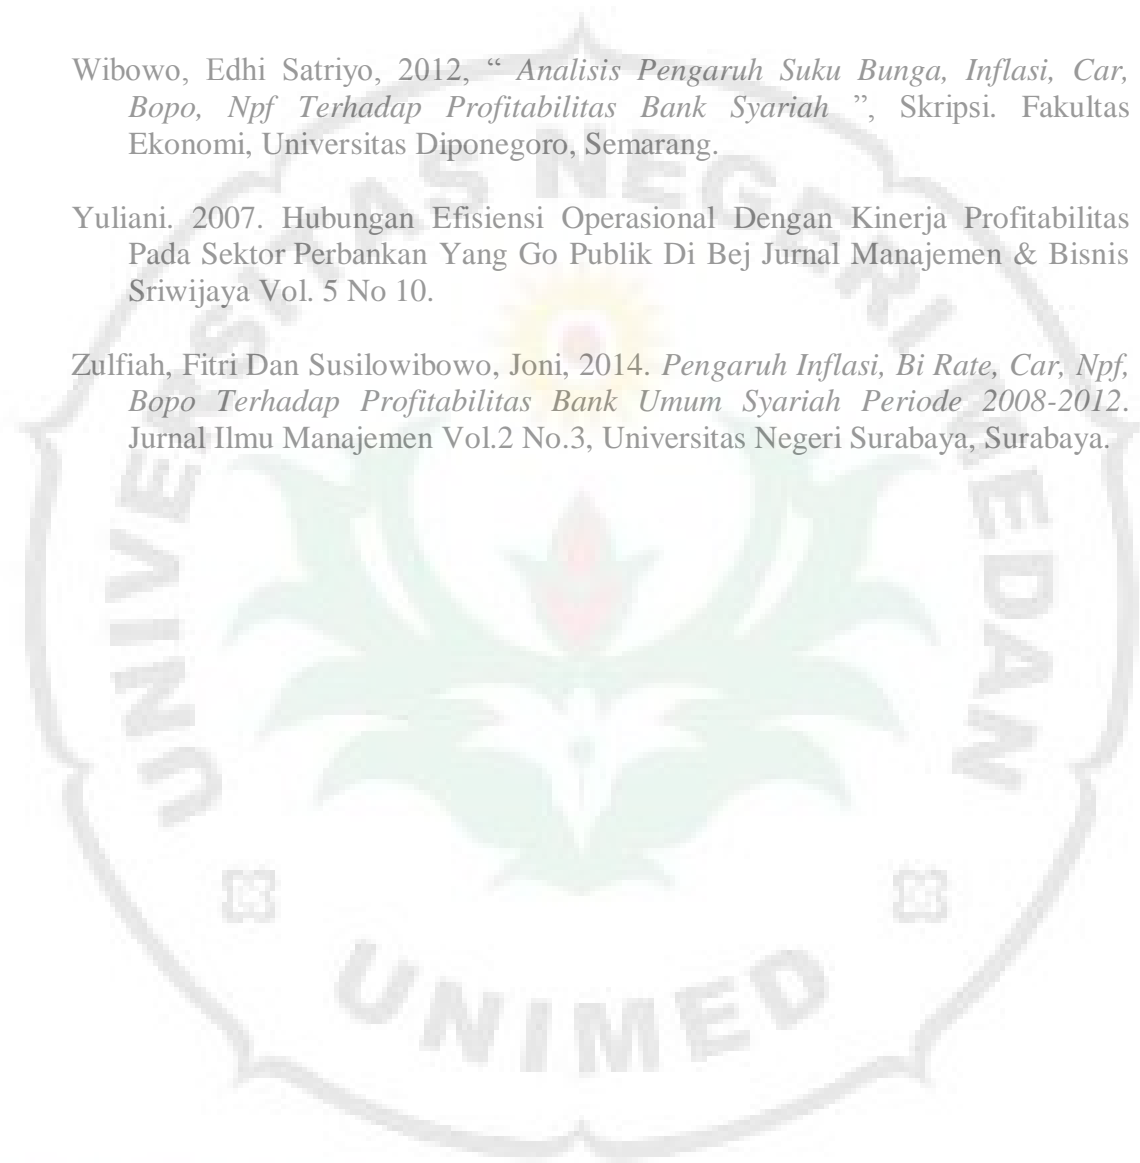 Wibowo, Edhi Satriyo, 2012, “ Analisis Pengaruh Suku Bunga, Inflasi, Car,
Bopo, Npf Terhadap Profitabilitas Bank Syariah ”, Skripsi. Fakultas
Ekonomi, Universitas Diponegoro, Semarang.
Yuliani. 2007. Hubungan Efisiensi Operasional Dengan Kinerja Profitabilitas
Pada Sektor Perbankan Yang Go Publik Di Bej Jurnal Manajemen & Bisnis
Sriwijaya Vol. 5 No 10.
Zulfiah, Fitri Dan Susilowibowo, Joni, 2014. Pengaruh Inflasi, Bi Rate, Car, Npf,
Bopo Terhadap Profitabilitas Bank Umum Syariah Periode 2008-2012.
Jurnal Ilmu Manajemen Vol.2 No.3, Universitas Negeri Surabaya, Surabaya.
UNIVERSITAS NEGERI MEDAN
UNIMED